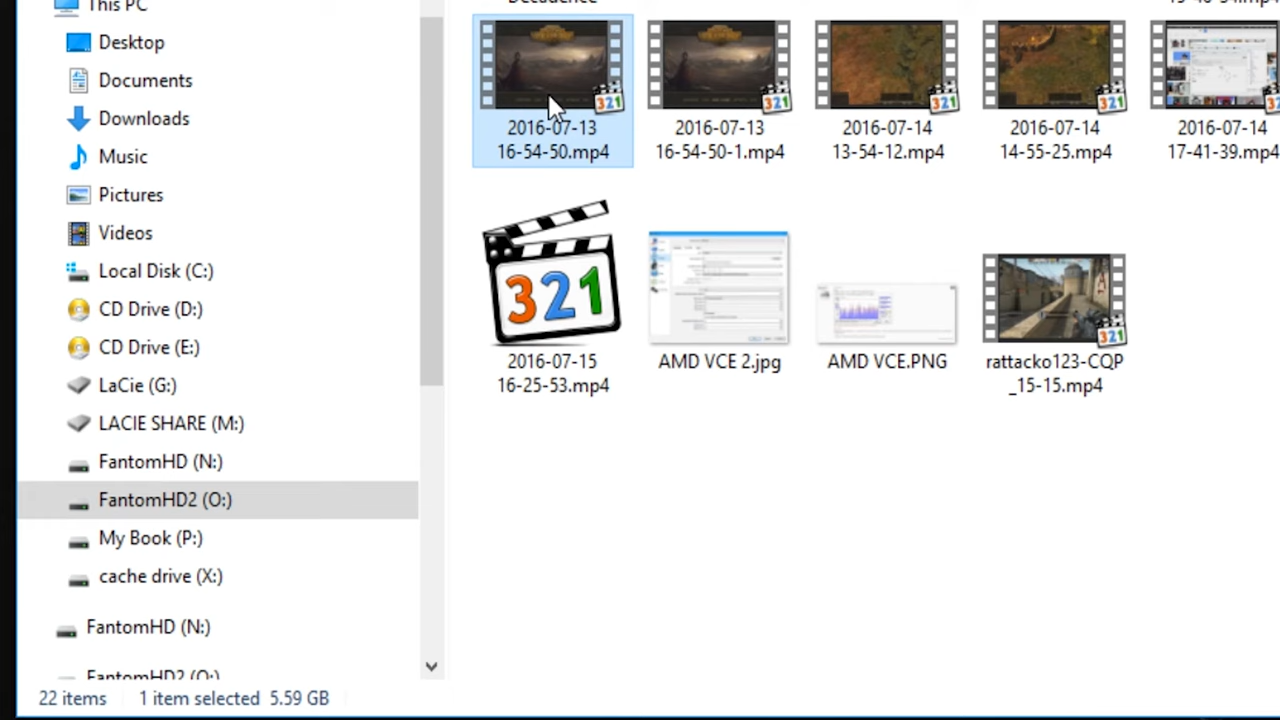 This PC
Desktop
Documents
Downloads
Music
Pictures
Videos
Local Disk (C:)
CD Drive (D:)
CD Drive (E:)
LaCie (G:)
LACIE SHARE (M:)
FantomHD (N:)
FantomHD2 (O:)
My Book (P:)
cache drive (X:)
FantomHD (N:)
FantomHD2 (O:)
Decadence
2016-07-13
16-54-50.mp4
2016-07-13
16-54-50-1.mp4
2016-07-14
13-54-12.mp4
2016-07-14
14-55-25.mp4
2016-07-14
17-41-39.mp4
321
2016-07-15
16-25-53.mp4
AMD VCE 2.jpg
AMD VCE.PNG
rattacko123-CQP
_15-15.mp4
22 items
1 item selected 5.59 GB